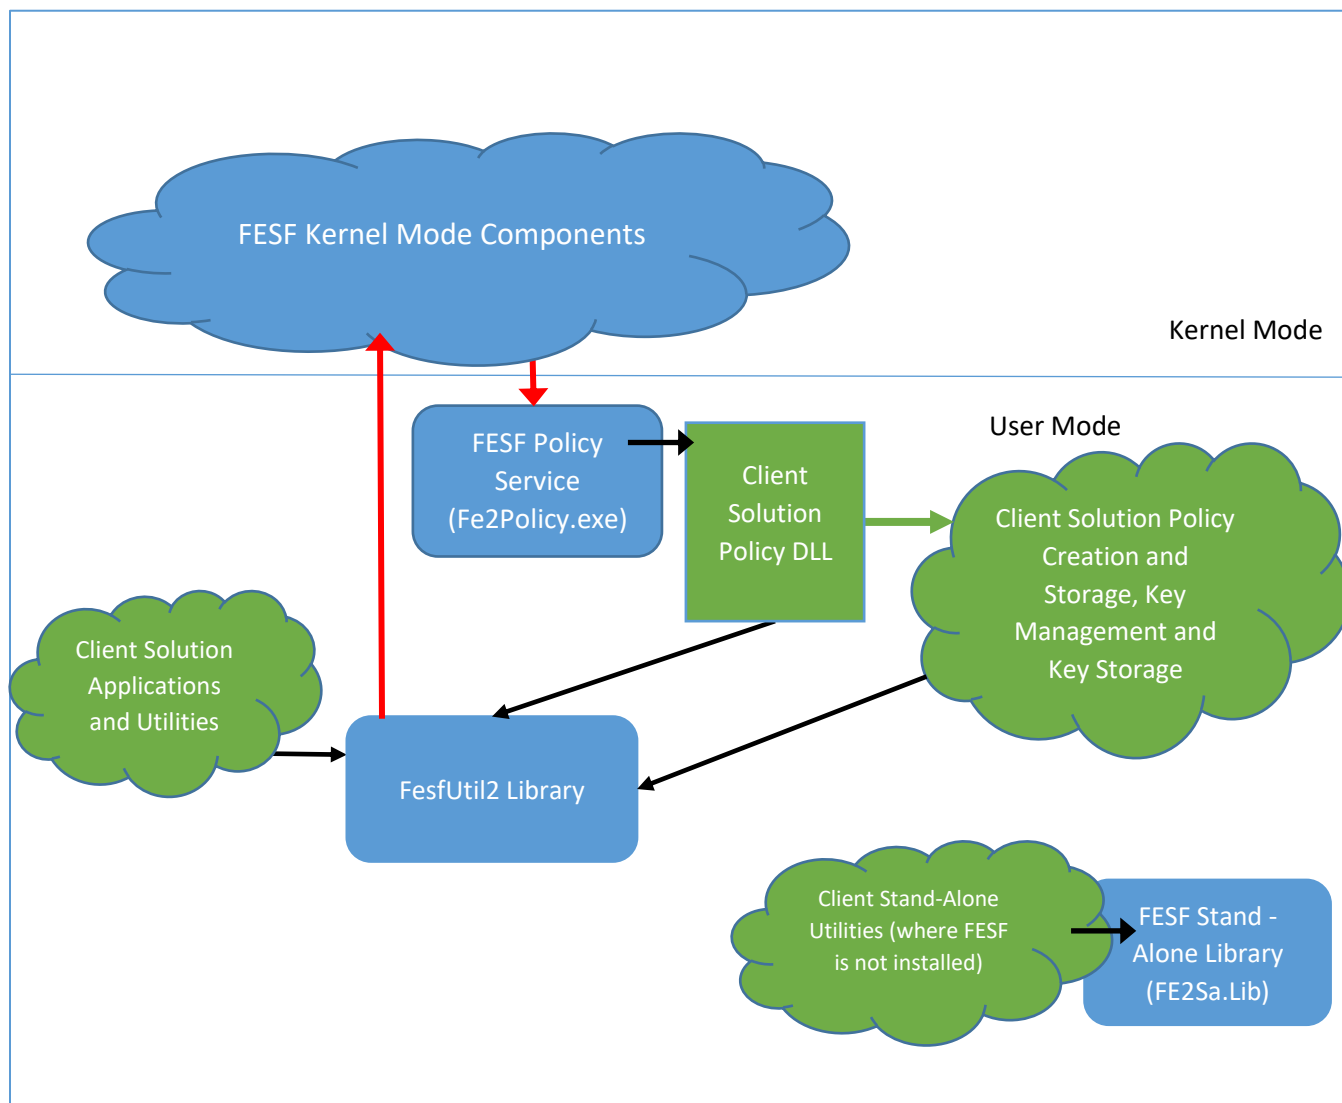 FESF Kernel Mode Components
Kernel Mode
User Mode
FESF Policy
Service
(Fe2Policy.exe)
Client
Solution
Policy DLL
Client Solution Policy
Creation and
Storage, Key
Management and
Key Storage
Client Solution
Applications
and Utilities
FesfUtil2 Library
Client Stand-Alone
Utilities (where FESF
is not installed)
FESF Stand -
Alone Library
(FE2Sa.Lib)